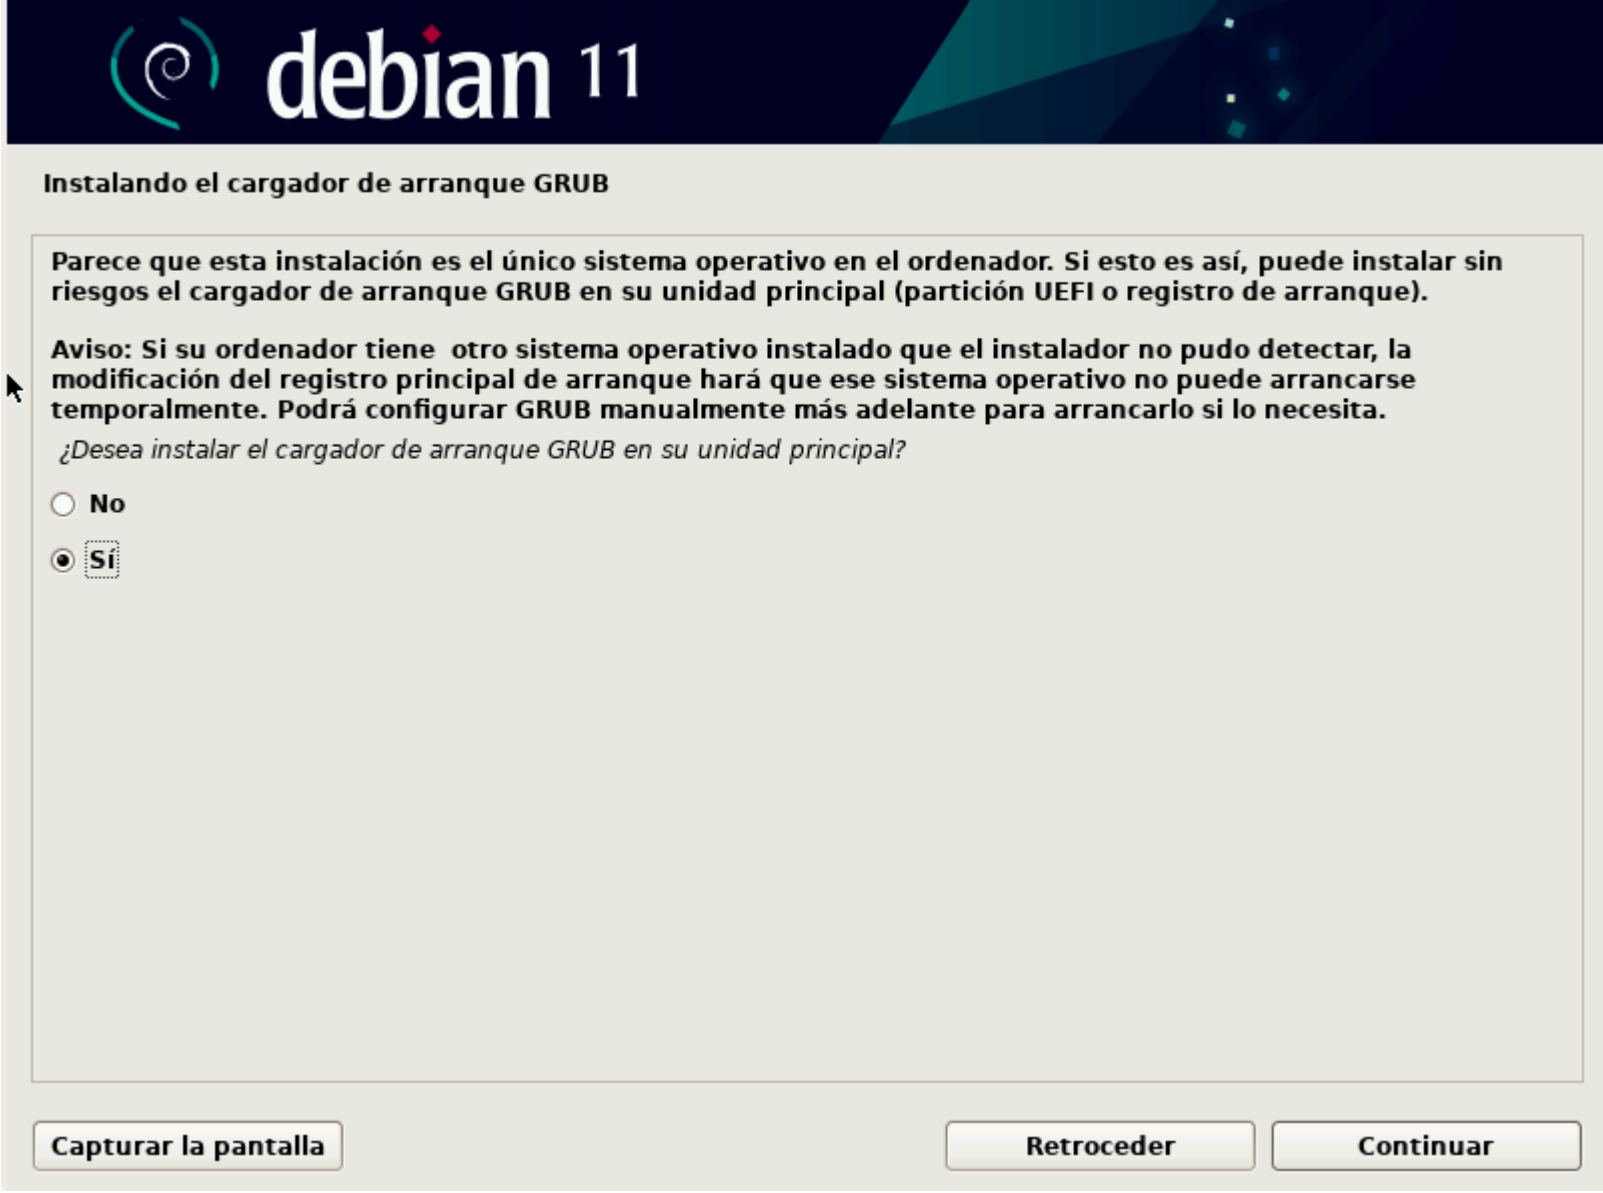 debian 11
Instalando el cargador de arranque GRUB
Parece que esta instalación es el único sistema operativo en el ordenador. Si esto es así, puede instalar sin
riesgos el cargador de arranque GRUB en su unidad principal (partición UEFI o registro de arranque).
Aviso: Si su ordenador tiene  otro sistema operativo instalado que el instalador no pudo detectar, la
modificación del registro principal de arranque hará que ese sistema operativo no puede arrancarse
temporalmente. Podrá configurar GRUB manualmente más adelante para arrancarlo si lo necesita.
¿Desea instalar el cargador de arranque GRUB en su unidad principal?
No
Sí
Capturar la pantalla
Retroceder
Continuar